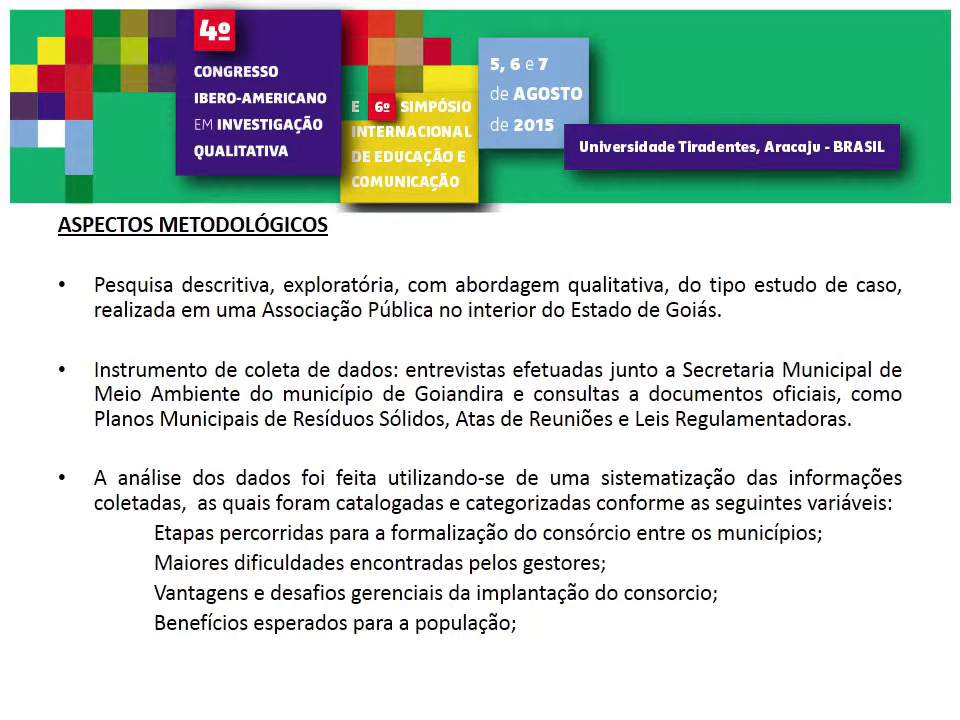 4º
CONGRESSO
IBERO-AMERICANO
EM INVESTIGAÇÃO
QUALITATIVA
E 6º SIMPÓSIO
INTERNACIONAL
DE EDUCAÇÃO E
COMUNICAÇÃO
5, 6 e 7
de AGOSTO
de 2015
Universidade Tiradentes, Aracaju - BRASIL
ASPECTOS METODOLÓGICOS
• Pesquisa descritiva, exploratória, com abordagem qualitativa, do tipo estudo de caso,
realizada em uma Associação Pública no interior do Estado de Goiás.
• Instrumento de coleta de dados: entrevistas efetuadas junto a Secretaria Municipal de
Meio Ambiente do município de Goiandira e consultas a documentos oficiais, como
Planos Municipais de Resíduos Sólidos, Atas de Reuniões e Leis Regulamentadoras.
• A análise dos dados foi feita utilizando-se de uma sistematização das informações
coletadas, as quais foram catalogadas e categorizadas conforme as seguintes variáveis:
Etapas percorridas para a formalização do consórcio entre os municípios;
Maiores dificuldades encontradas pelos gestores;
Vantagens e desafios gerenciais da implantação do consorcio;
Benefícios esperados para a população;